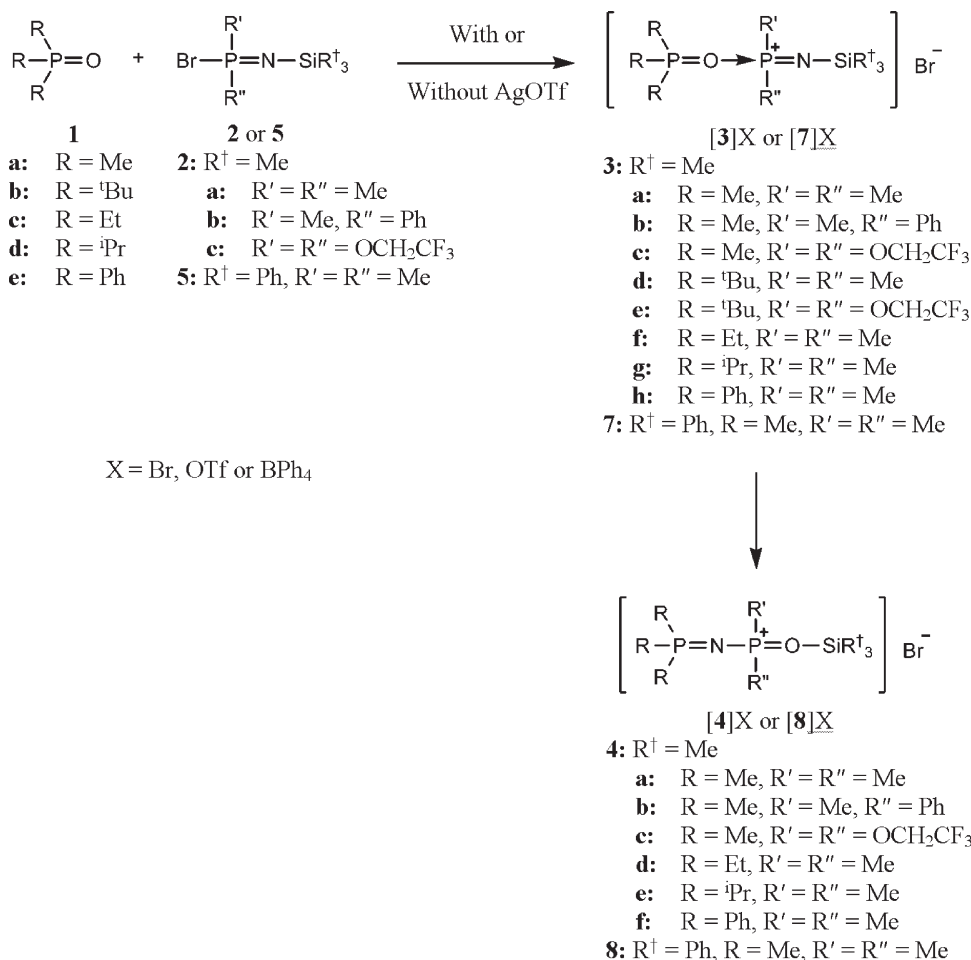 R
R—P=O
R
+
R'
Br—P=N—SiR†3
R"
With or
Without AgOTf
R
R—P=O→P+=N—SiR†3
R
R'
R"
Br−
1
a: R = Me
b: R = tBu
c: R = Et
d: R = iPr
e: R = Ph
2 or 5
2: R† = Me
a: R' = R" = Me
b: R' = Me, R" = Ph
c: R' = R" = OCH2CF3
5: R† = Ph, R' = R" = Me
[3]X or [7]X
3: R† = Me
a: R = Me, R' = R" = Me
b: R = Me, R' = Me, R" = Ph
c: R = Me, R' = R" = OCH2CF3
d: R = tBu, R' = R" = Me
e: R = tBu, R' = R" = OCH2CF3
f: R = Et, R' = R" = Me
g: R = iPr, R' = R" = Me
h: R = Ph, R' = R" = Me
7: R† = Ph, R = Me, R' = R" = Me
X = Br, OTf or BPh4
R
R—P=N—P+=O—SiR†3
R
R'
R"
Br−
[4]X or [8]X
4: R† = Me
a: R = Me, R' = R" = Me
b: R = Me, R' = Me, R" = Ph
c: R = Me, R' = R" = OCH2CF3
d: R = Et, R' = R" = Me
e: R = iPr, R' = R" = Me
f: R = Ph, R' = R" = Me
8: R† = Ph, R = Me, R' = R" = Me